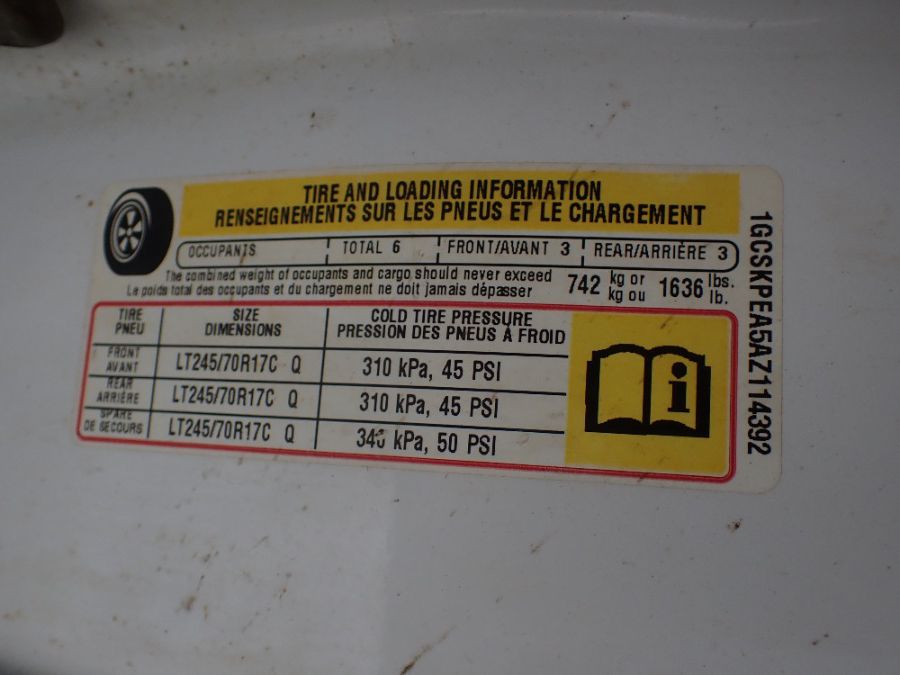 TIRE AND LOADING INFORMATION
RENSEIGNEMENTS SUR LES PNEUS ET LE CHARGEMENT
OCCUPANTS TOTAL 6 FRONT/AVANT 3 REAR/ARRIÈRE 3
The combined weight of occupants and cargo should never exceed 742 kg or 1636 lbs.
Le poids total des occupants et du chargement ne doit jamais dépasser kg ou lb.
TIRE SIZE COLD TIRE PRESSURE
PNEU DIMENSIONS PRESSION DES PNEUS À FROID
FRONT
AVANT LT245/70R17C Q 310 kPa, 45 PSI
REAR
ARRIÈRE LT245/70R17C Q 310 kPa, 45 PSI
SPARE
DE SECOURS LT245/70R17C Q 340 kPa, 50 PSI
i
1GCSKPEA5AZ114392